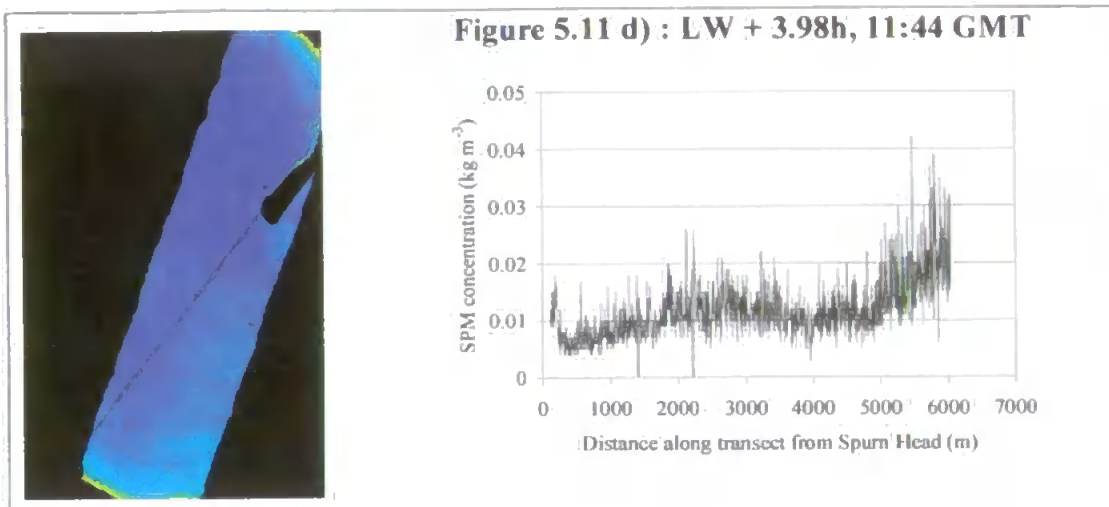 Figure 5.11 d) : LW + 3.98h, 11:44 GMT
SPM concentration (kg m⁻³)
0.05
0.04
0.03
0.02
0.01
0
0 1000 2000 3000 4000 5000 6000 7000
Distance along transect from Spurn Head (m)